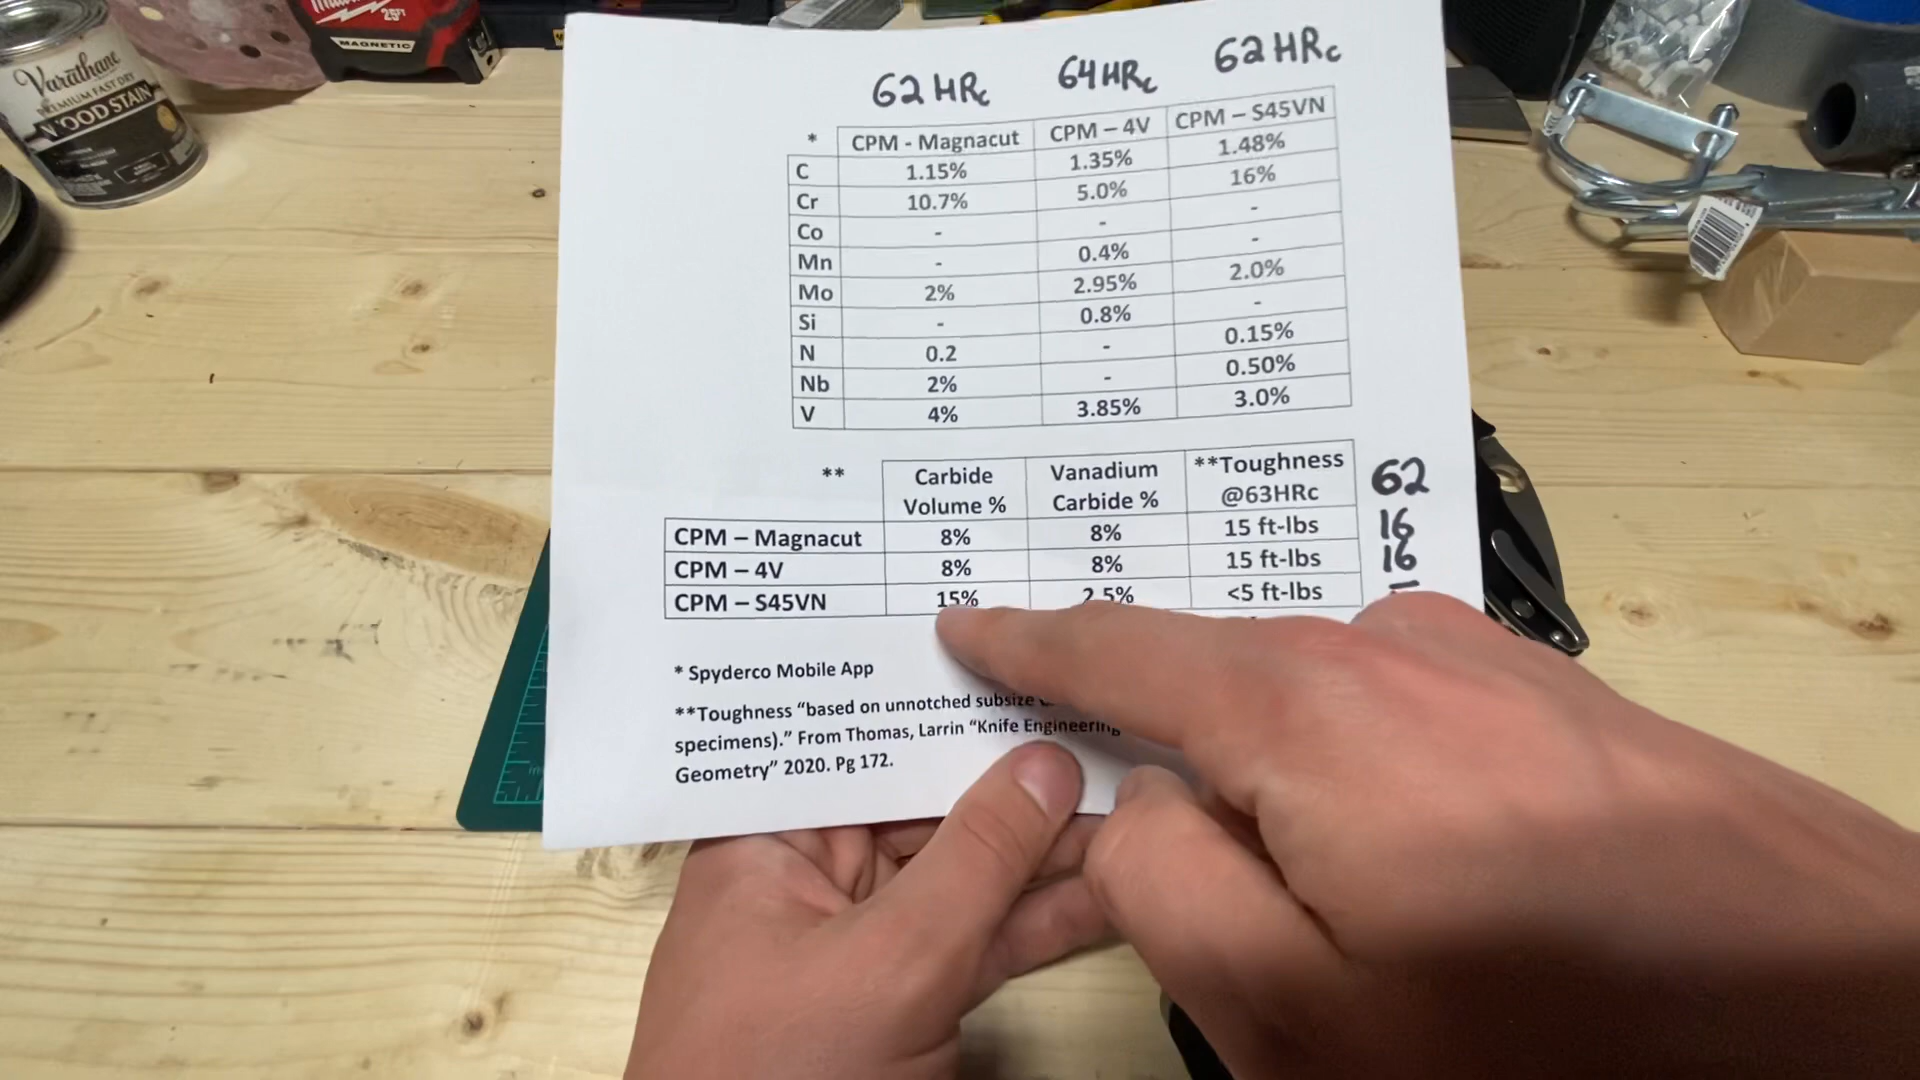 Varathane
PREMIUM FAST DRY
WOOD STAIN
25FT
MAGNETIC
62 HRc 64 HRc 62 HRc
* CPM - Magnacut CPM – 4V CPM – S45VN
C 1.15% 1.35% 1.48%
Cr 10.7% 5.0% 16%
Co - - -
Mn - 0.4% -
Mo 2% 2.95% 2.0%
Si - 0.8% -
N 0.2 - 0.15%
Nb 2% - 0.50%
V 4% 3.85% 3.0%
** Carbide Volume % Vanadium Carbide % **Toughness @63HRc 62
CPM – Magnacut 8% 8% 15 ft-lbs 16
CPM – 4V 8% 8% 15 ft-lbs 16
CPM – S45VN 15% 2.5% <5 ft-lbs –
* Spyderco Mobile App
**Toughness “based on unnotched subsize
specimens).” From Thomas, Larrin “Knife Engineering
Geometry” 2020. Pg 172.